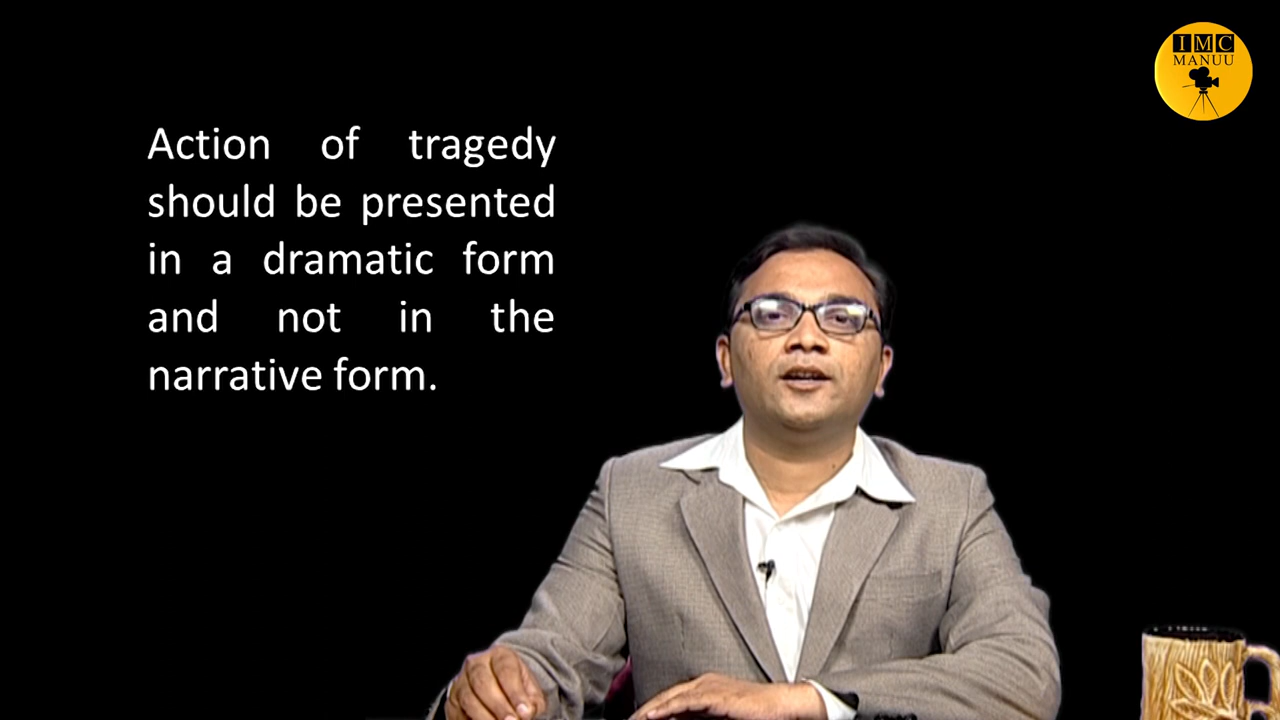 Action of tragedy
should be presented
in a dramatic form
and not in the
narrative form.
IMC
MANUU